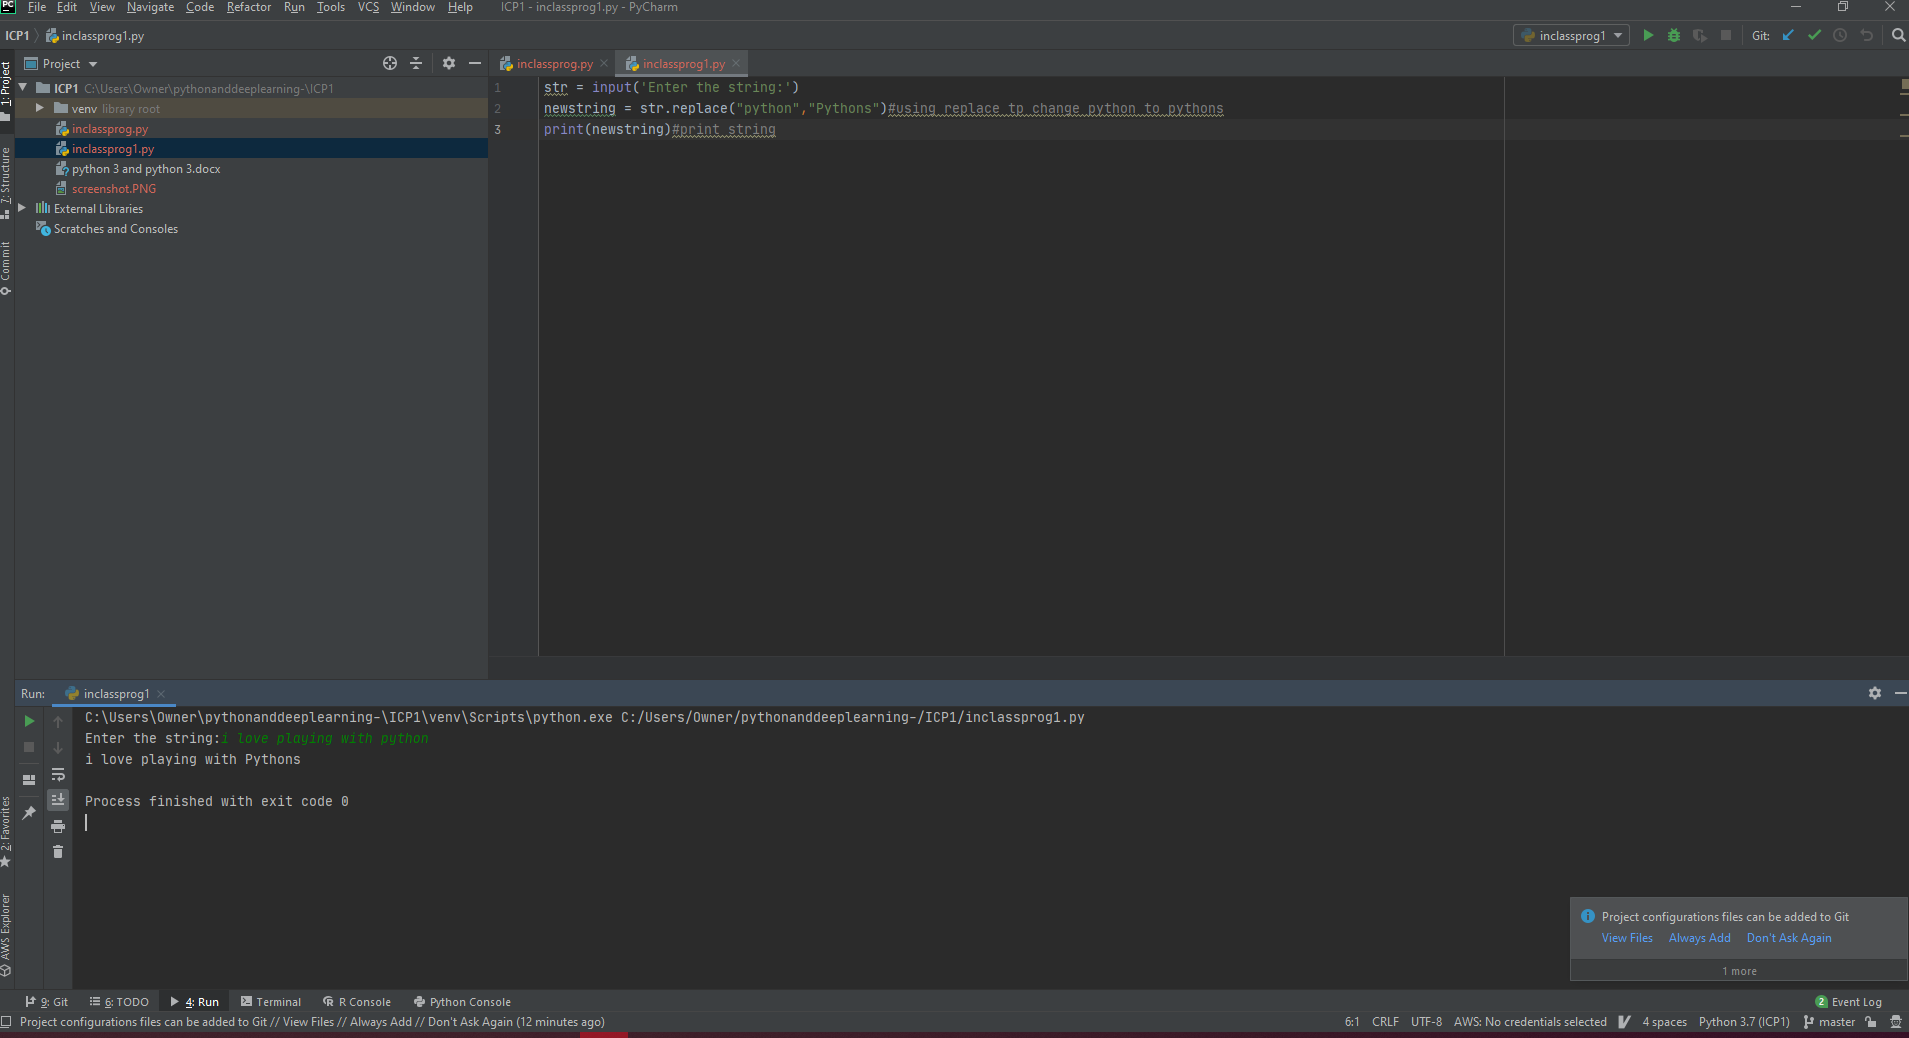 PC File Edit View Navigate Code Refactor Run Tools VCS Window Help ICP1 - inclassprog1.py - PyCharm
ICP1 inclassprog1.py inclassprog1 Git:
1: Project
7: Structure
Commit
2: Favorites
AWS Explorer
Project
ICP1 C:\Users\Owner\pythonanddeeplearning-\ICP1
venv library root
inclassprog.py
inclassprog1.py
python 3 and python 3.docx
screenshot.PNG
External Libraries
Scratches and Consoles
inclassprog.py inclassprog1.py
1 str = input('Enter the string:')
2 newstring = str.replace("python","Pythons")#using replace tp change python to pythons
3 print(newstring)#print string
Run: inclassprog1
C:\Users\Owner\pythonanddeeplearning-\ICP1\venv\Scripts\python.exe C:/Users/Owner/pythonanddeeplearning-/ICP1/inclassprog1.py
Enter the string:i love playing with python
i love playing with Pythons
Process finished with exit code 0
Project configurations files can be added to Git
View Files Always Add Don't Ask Again
1 more
9: Git 6: TODO 4: Run Terminal R Console Python Console 2 Event Log
Project configurations files can be added to Git // View Files // Always Add // Don't Ask Again (12 minutes ago) 6:1 CRLF UTF-8 AWS: No credentials selected 4 spaces Python 3.7 (ICP1) master